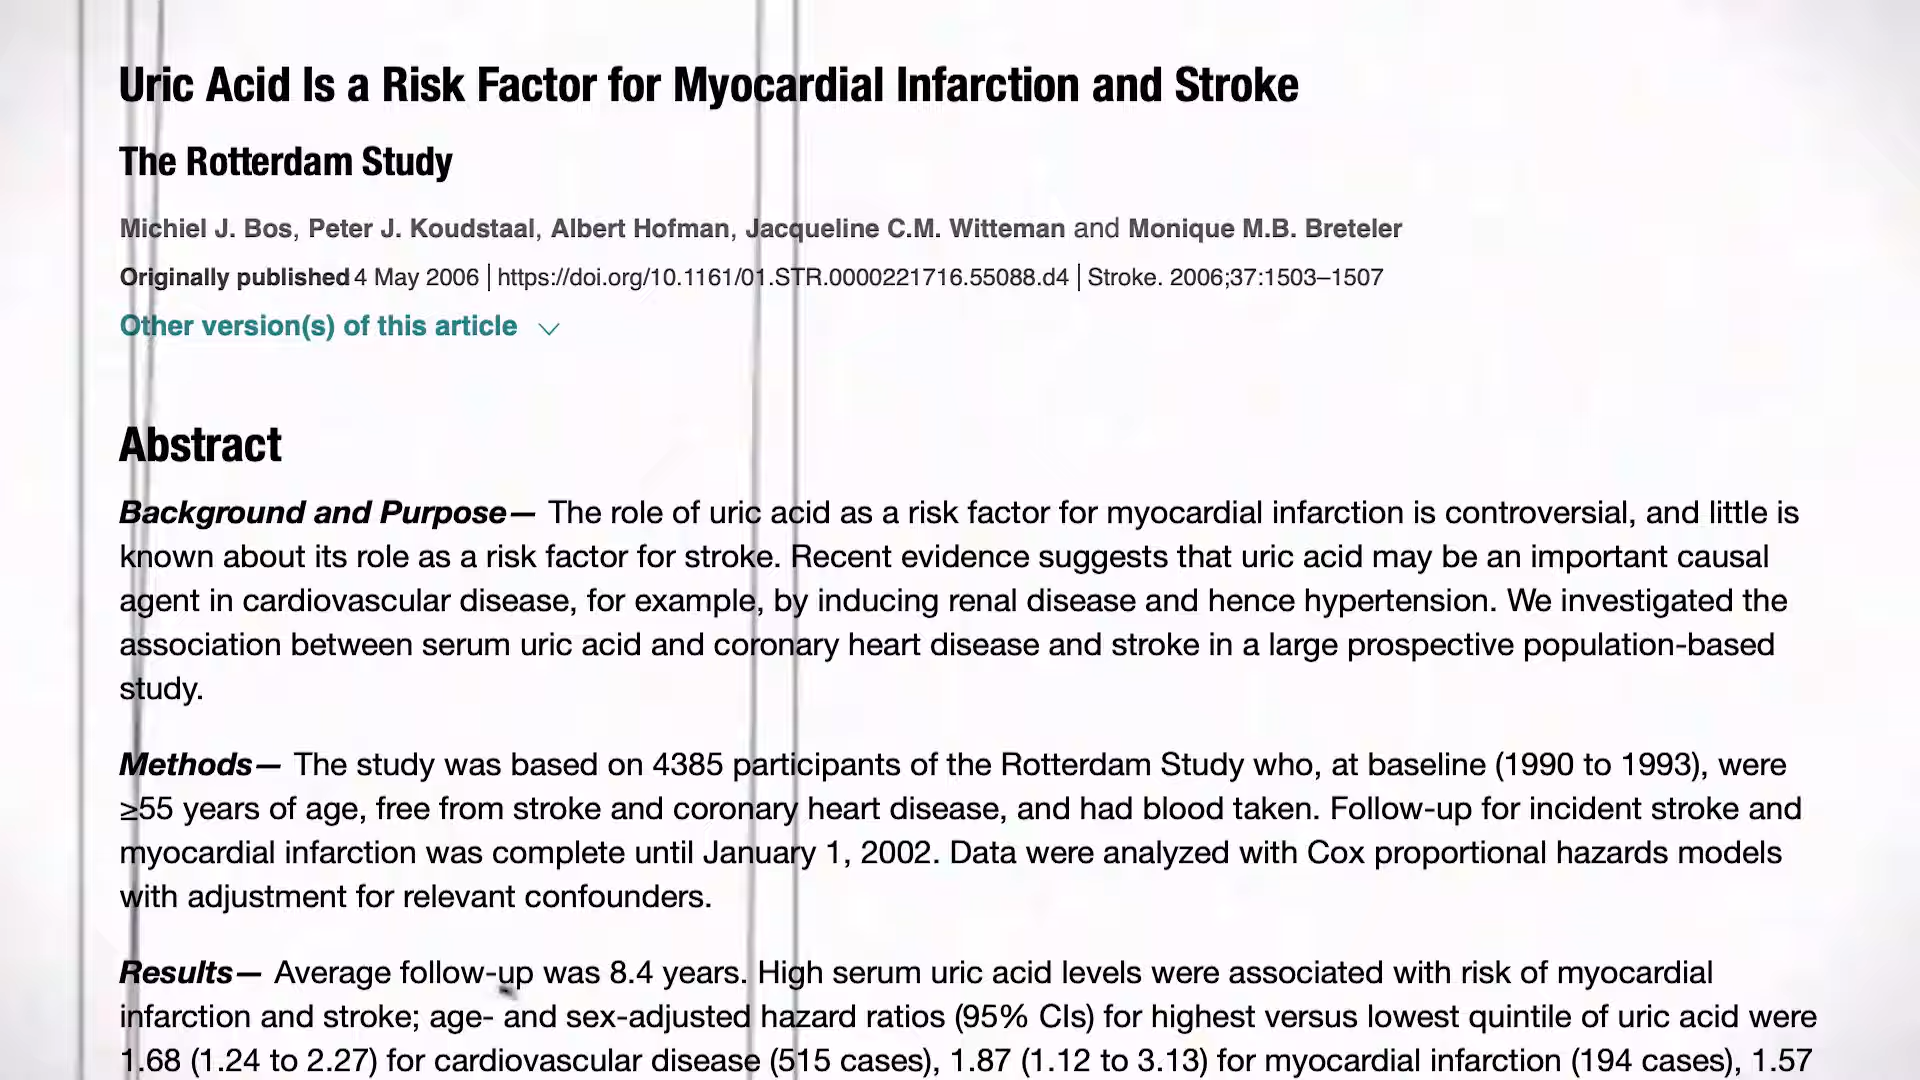 Uric Acid Is a Risk Factor for Myocardial Infarction and Stroke
The Rotterdam Study
Michiel J. Bos, Peter J. Koudstaal, Albert Hofman, Jacqueline C.M. Witteman and Monique M.B. Breteler
Originally published 4 May 2006 | https://doi.org/10.1161/01.STR.0000221716.55088.d4 | Stroke. 2006;37:1503–1507
Other version(s) of this article
Abstract
Background and Purpose— The role of uric acid as a risk factor for myocardial infarction is controversial, and little is
known about its role as a risk factor for stroke. Recent evidence suggests that uric acid may be an important causal
agent in cardiovascular disease, for example, by inducing renal disease and hence hypertension. We investigated the
association between serum uric acid and coronary heart disease and stroke in a large prospective population-based
study.
Methods— The study was based on 4385 participants of the Rotterdam Study who, at baseline (1990 to 1993), were
≥55 years of age, free from stroke and coronary heart disease, and had blood taken. Follow-up for incident stroke and
myocardial infarction was complete until January 1, 2002. Data were analyzed with Cox proportional hazards models
with adjustment for relevant confounders.
Results— Average follow-up was 8.4 years. High serum uric acid levels were associated with risk of myocardial
infarction and stroke; age- and sex-adjusted hazard ratios (95% CIs) for highest versus lowest quintile of uric acid were
1.68 (1.24 to 2.27) for cardiovascular disease (515 cases), 1.87 (1.12 to 3.13) for myocardial infarction (194 cases), 1.57